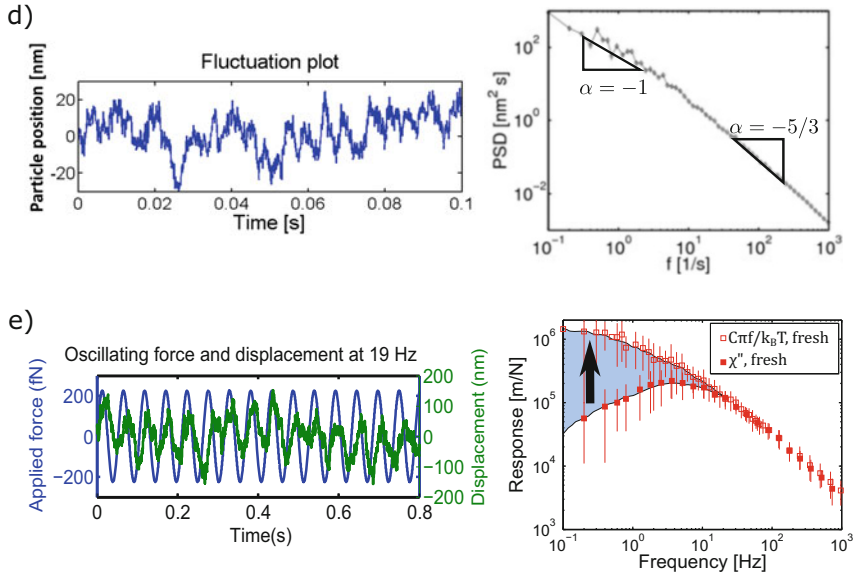 d)
Fluctuation plot
Particle position [nm]
20
0
-20
0
0.02
0.04
0.06
0.08
0.1
Time [s]
PSD [nm² s]
10²
10⁰
10⁻²
α = −1
α = −5/3
10⁻¹
10⁰
10¹
10²
10³
f [1/s]
e)
Oscillating force and displacement at 19 Hz
Applied force (fN)
200
0
−200
200
100
0
−100
−200
Displacement (nm)
0
0.2
0.4
0.6
0.8
Time(s)
Response [m/N]
10⁶
10⁵
10⁴
10³
Cπf/kBT, fresh
χ", fresh
10⁻¹
10⁰
10¹
10²
10³
Frequency [Hz]